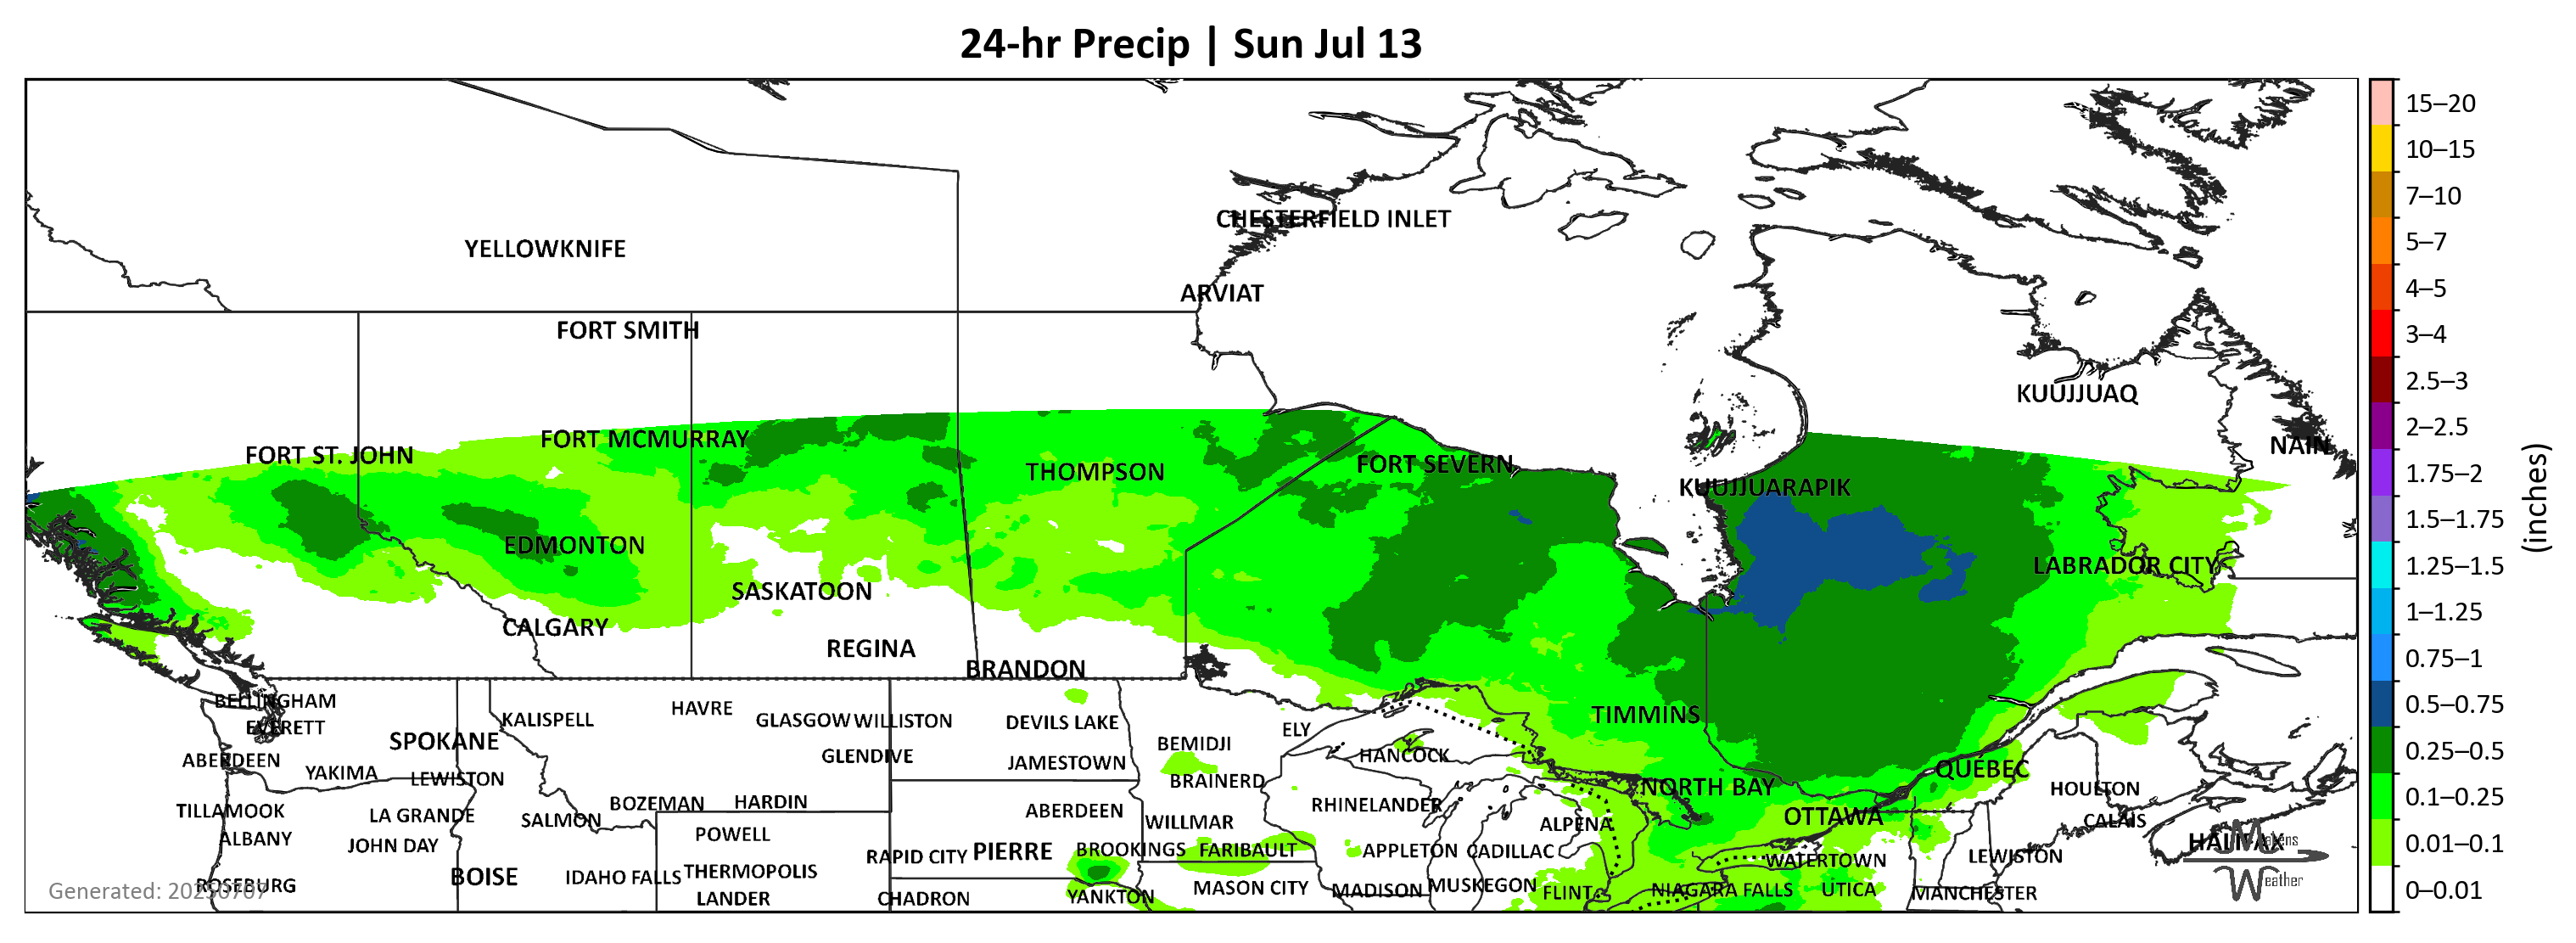 24-hr Precip | Sun Jul 13
YELLOWKNIFE
CHESTERFIELD INLET
ARVIAT
FORT SMITH
KUUJJUAQ
FORT ST. JOHN
FORT MCMURRAY
THOMPSON
FORT SEVERN
NAIN
KUUJJUARAPIK
EDMONTON
LABRADOR CITY
SASKATOON
CALGARY
REGINA
BRANDON
BELLINGHAM
EVERETT
KALISPELL
HAVRE
GLASGOW
WILLISTON
DEVILS LAKE
ELY
TIMMINS
SPOKANE
BEMIDJI
ABERDEEN
GLENDIVE
JAMESTOWN
HANCOCK
QUÉBEC
YAKIMA
LEWISTON
BRAINERD
NORTH BAY
HOULTON
TILLAMOOK
LA GRANDE
BOZEMAN
HARDIN
ABERDEEN
RHINELANDER
OTTAWA
SALMON
WILLMAR
ALPENA
CALAIS
ALBANY
JOHN DAY
POWELL
HALIFAX
RAPID CITY
PIERRE
BROOKINGS
FARIBAULT
APPLETON
CADILLAC
WATERTOWN
LEWISTON
BOISE
IDAHO FALLS
THERMOPOLIS
ROSEBURG
MASON CITY
MADISON
MUSKEGON
FLINT
NIAGARA FALLS
UTICA
MANCHESTER
LANDER
CHADRON
YANKTON
Generated: 20250707
Weather
15–20
10–15
7–10
5–7
4–5
3–4
2.5–3
2–2.5
1.75–2
1.5–1.75
1.25–1.5
1–1.25
0.75–1
0.5–0.75
0.25–0.5
0.1–0.25
0.01–0.1
0–0.01
(inches)